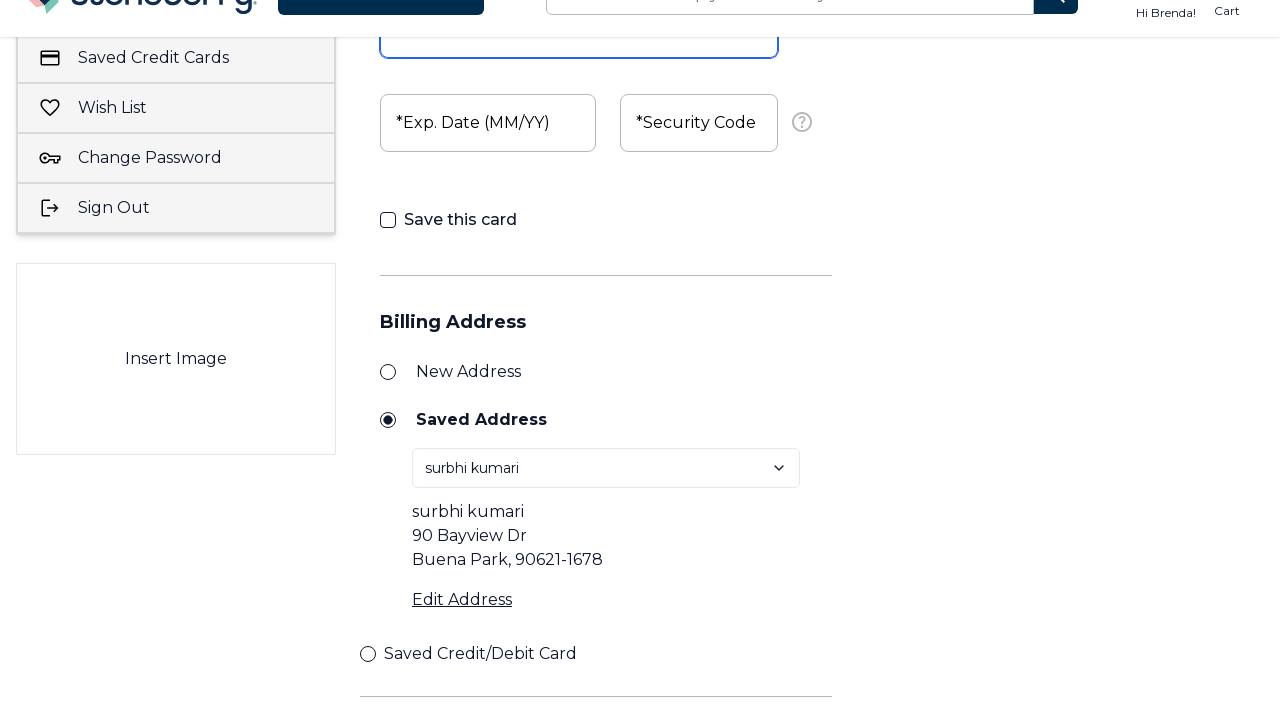 Hi Brenda!
Cart
Saved Credit Cards
Wish List
Change Password
Sign Out
Insert Image
*Exp. Date (MM/YY)
*Security Code
Save this card
Billing Address
New Address
Saved Address
surbhi kumari
surbhi kumari
90 Bayview Dr
Buena Park, 90621-1678
Edit Address
Saved Credit/Debit Card